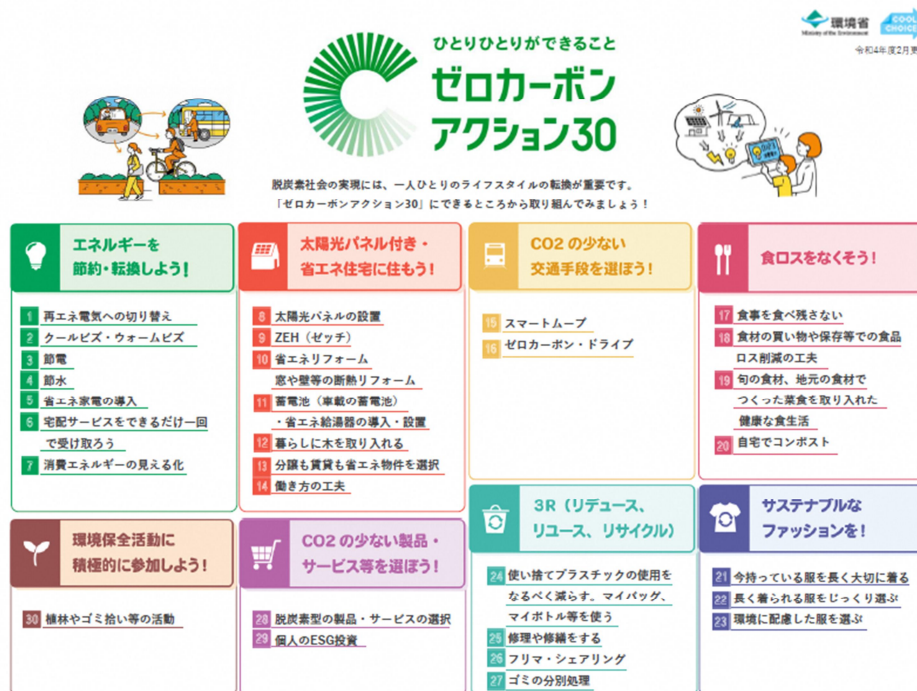 環境省
Ministry of the Environment
COOL
CHOICE
令和4年度2月更
ひとりひとりができること
ゼロカーボン
アクション30
脱炭素社会の実現には、一人ひとりのライフスタイルの転換が重要です。
「ゼロカーボンアクション30」にできるところから取り組んでみましょう！
エネルギーを
節約・転換しよう！
1 再エネ電気への切り替え
2 クールビズ・ウォームビズ
3 節電
4 節水
5 省エネ家電の導入
6 宅配サービスをできるだけ一回
で受け取ろう
7 消費エネルギーの見える化
太陽光パネル付き・
省エネ住宅に住もう！
8 太陽光パネルの設置
9 ZEH（ゼッチ）
10 省エネリフォーム
窓や壁等の断熱リフォーム
11 蓄電池（車載の蓄電池）
・省エネ給湯器の導入・設置
12 暮らしに木を取り入れる
13 分譲も賃貸も省エネ物件を選択
14 働き方の工夫
CO2 の少ない
交通手段を選ぼう！
15 スマートムーブ
16 ゼロカーボン・ドライブ
食ロスをなくそう！
17 食事を食べ残さない
18 食材の買い物や保存等での食品
ロス削減の工夫
19 旬の食材、地元の食材で
つくった菜食を取り入れた
健康な食生活
20 自宅でコンポスト
環境保全活動に
積極的に参加しよう！
30 植林やゴミ拾い等の活動
CO2 の少ない製品・
サービス等を選ぼう！
28 脱炭素型の製品・サービスの選択
29 個人のESG投資
3R（リデュース、
リユース、リサイクル）
24 使い捨てプラスチックの使用を
なるべく減らす。マイバッグ、
マイボトル等を使う
25 修理や修繕をする
26 フリマ・シェアリング
27 ゴミの分別処理
サステナブルな
ファッションを！
21 今持っている服を長く大切に着る
22 長く着られる服をじっくり選ぶ
23 環境に配慮した服を選ぶ